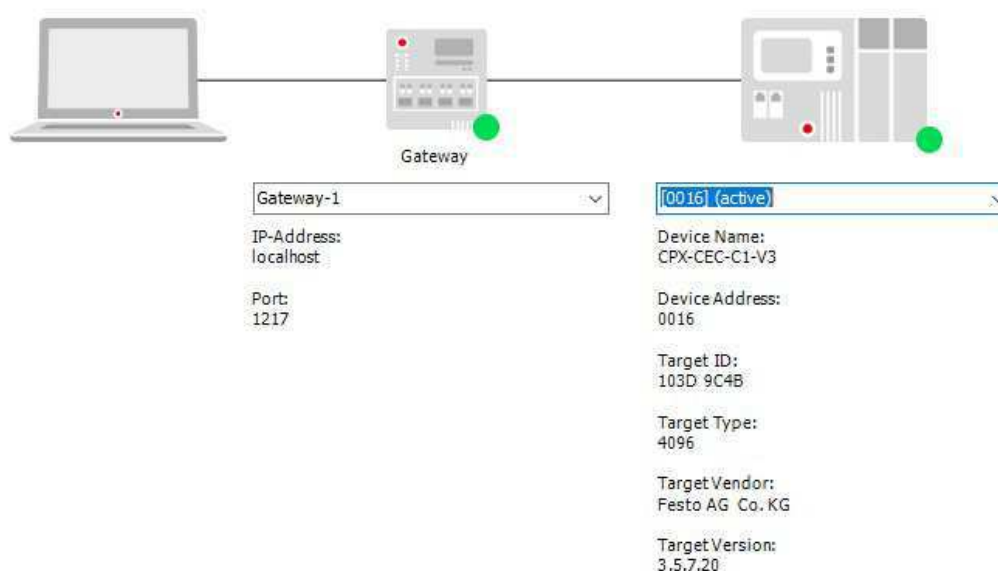 Gateway
Gateway-1
IP-Address:
localhost
Port:
1217
[0016] (active)
Device Name:
CPX-CEC-C1-V3
Device Address:
0016
Target ID:
103D 9C4B
Target Type:
4096
Target Vendor:
Festo AG Co. KG
Target Version:
3.5.7.20